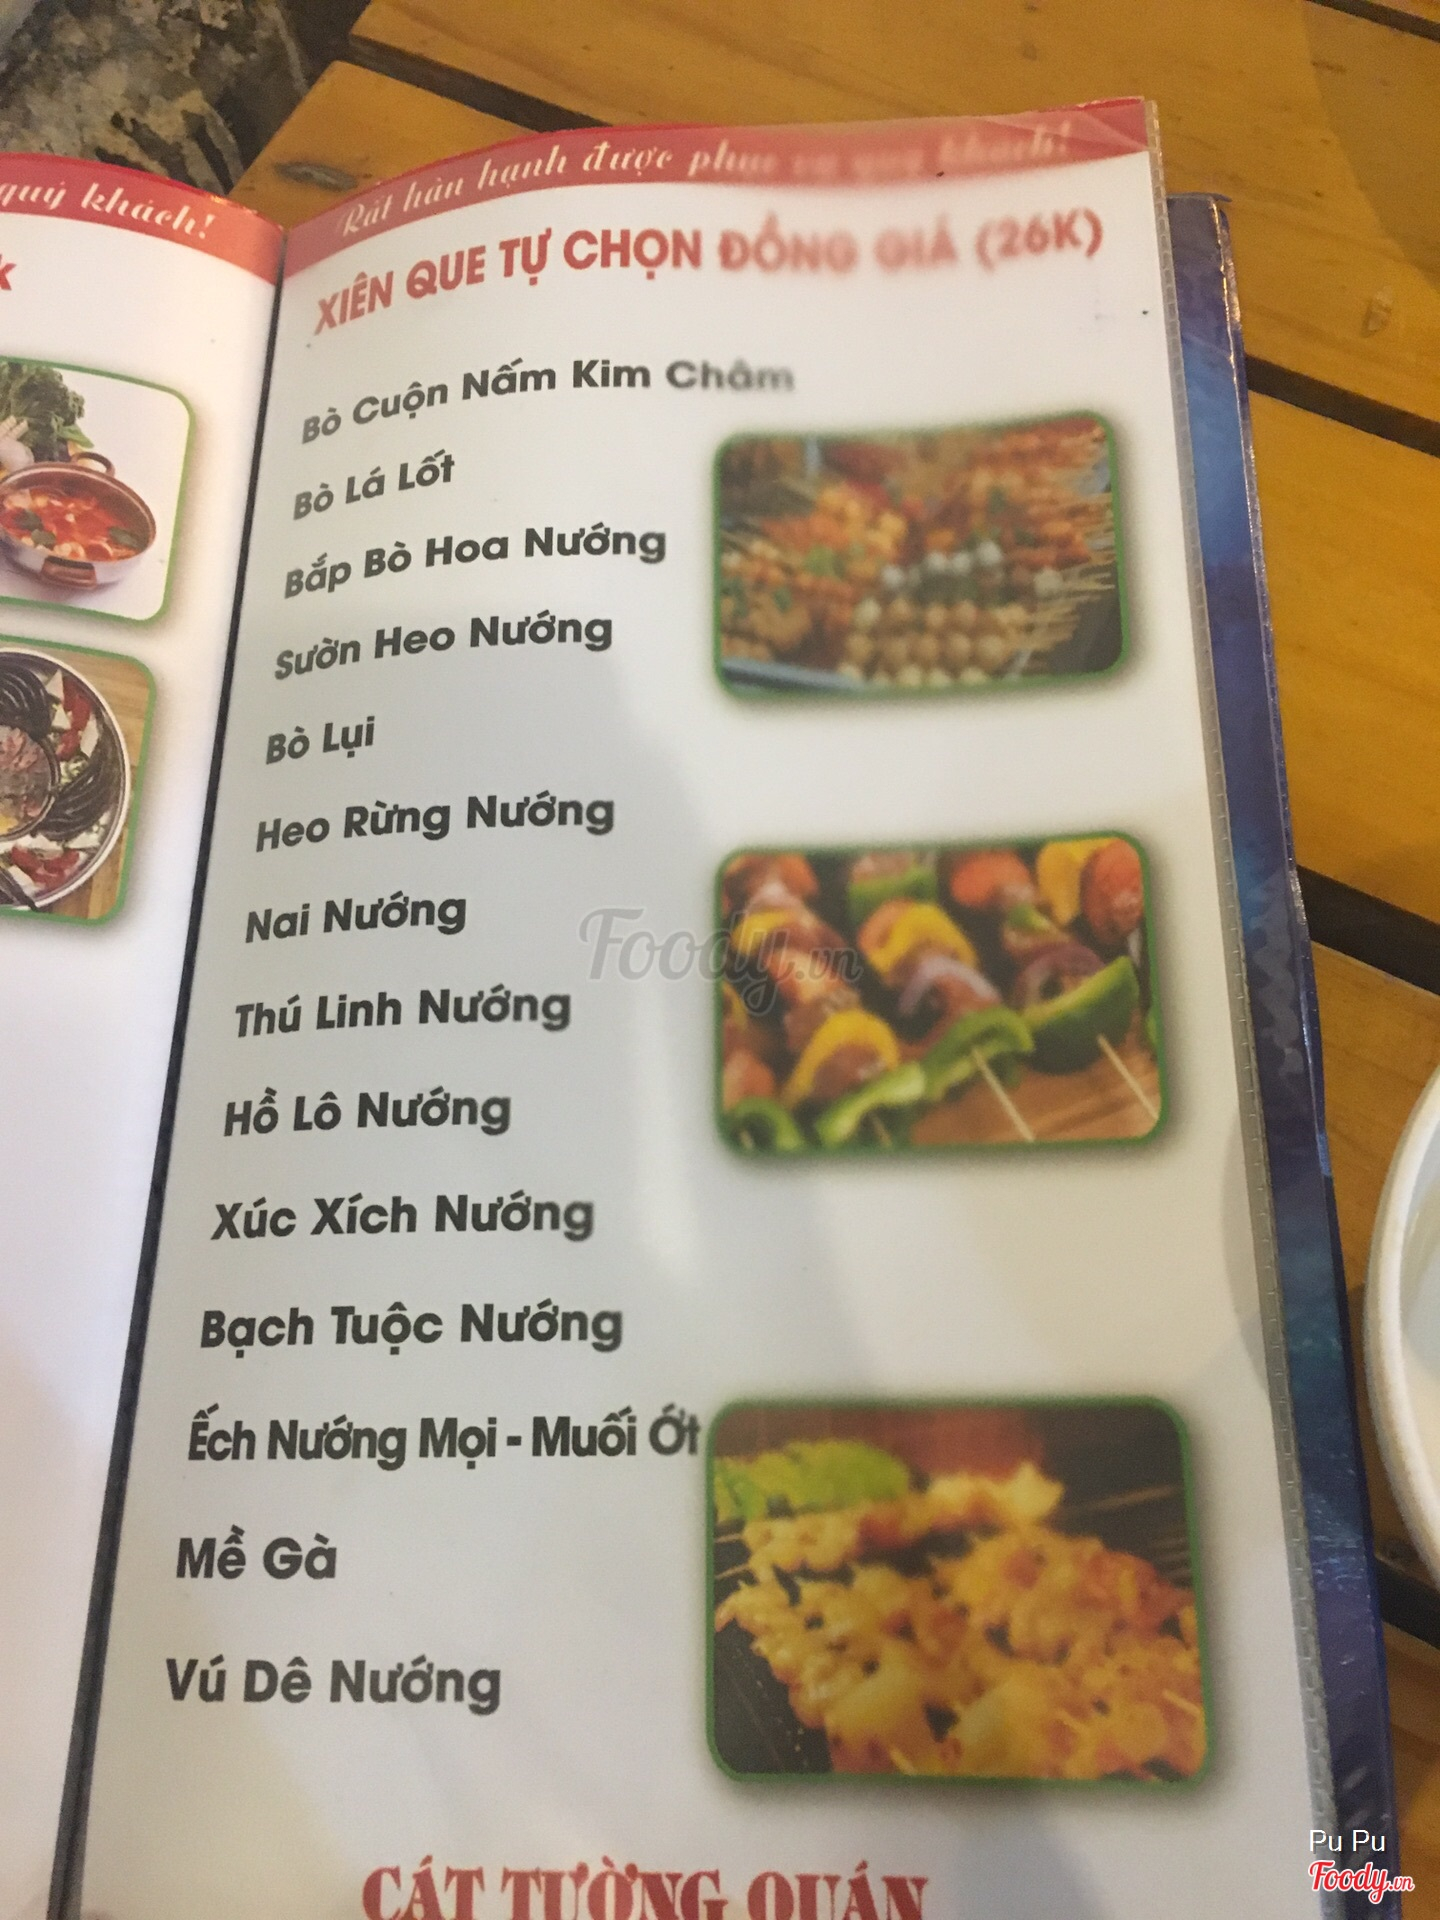 quý khách!
k
Rất hân hạnh được phục vụ quý khách!
XIÊN QUE TỰ CHỌN ĐỒNG GIÁ (26K)
Bò Cuộn Nấm Kim Châm
Bò Lá Lốt
Bắp Bò Hoa Nướng
Sườn Heo Nướng
Bò Lụi
Heo Rừng Nướng
Nai Nướng
Thú Linh Nướng
Hồ Lô Nướng
Xúc Xích Nướng
Bạch Tuộc Nướng
Ếch Nướng Mọi - Muối Ớt
Mề Gà
Vú Dê Nướng
CÁT TƯỜNG QUÁN
Foody.vn
Pu Pu
Foody.vn